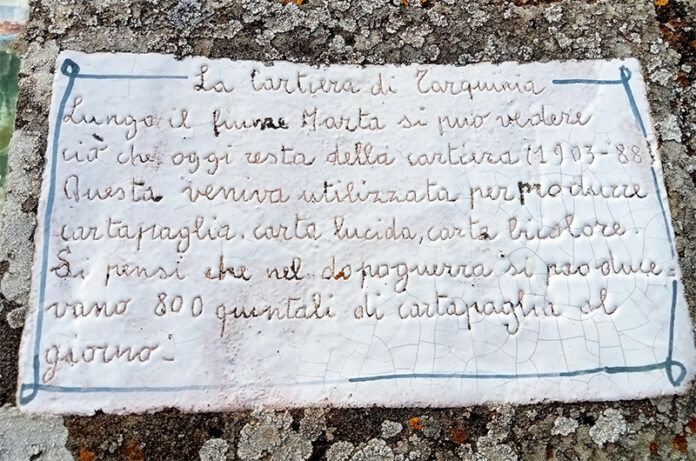 La Cartiera di Tarquinia
Lungo il fiume Marta si può vedere
ciò che oggi resta della cartiera (1903-88)
Questa veniva utilizzata per produrre
cartapaglia, carta lucida, carta bicolore.
Si pensi che nel dopoguerra si produce=
vano 800 quintali di cartapaglia al
giorno.